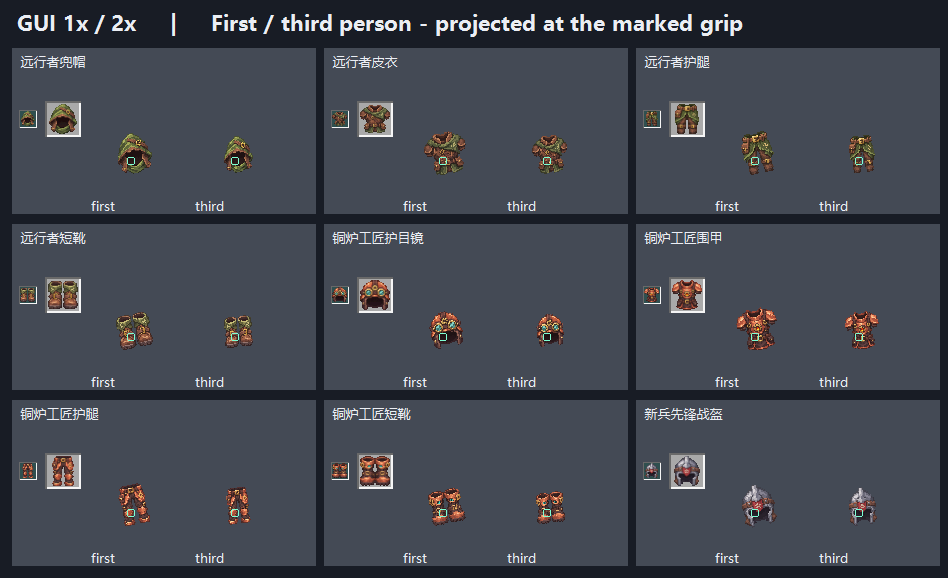 GUI 1x / 2x | First / third person - projected at the marked grip
远行者兜帽
first third
远行者皮衣
first third
远行者护腿
first third
远行者短靴
first third
铜炉工匠护目镜
first third
铜炉工匠围甲
first third
铜炉工匠护腿
first third
铜炉工匠短靴
first third
新兵先锋战盔
first third